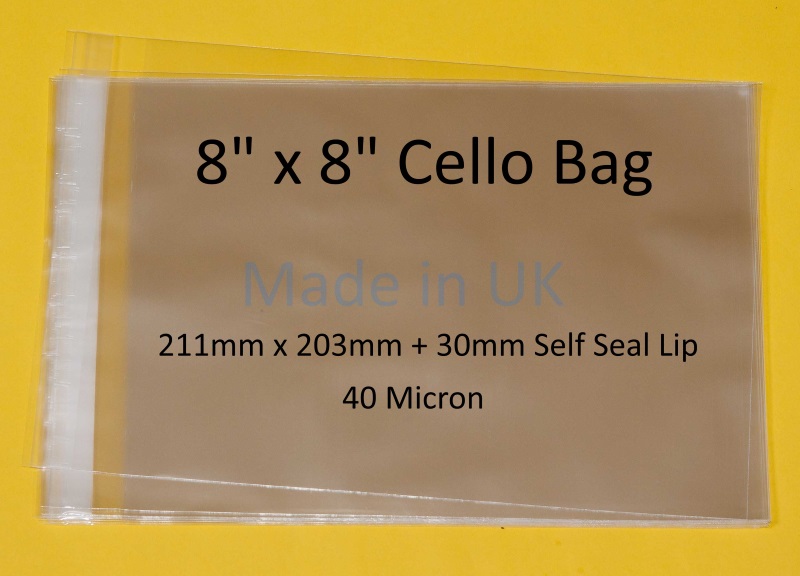 8" x 8" Cello Bag
Made in UK
211mm x 203mm + 30mm Self Seal Lip
40 Micron